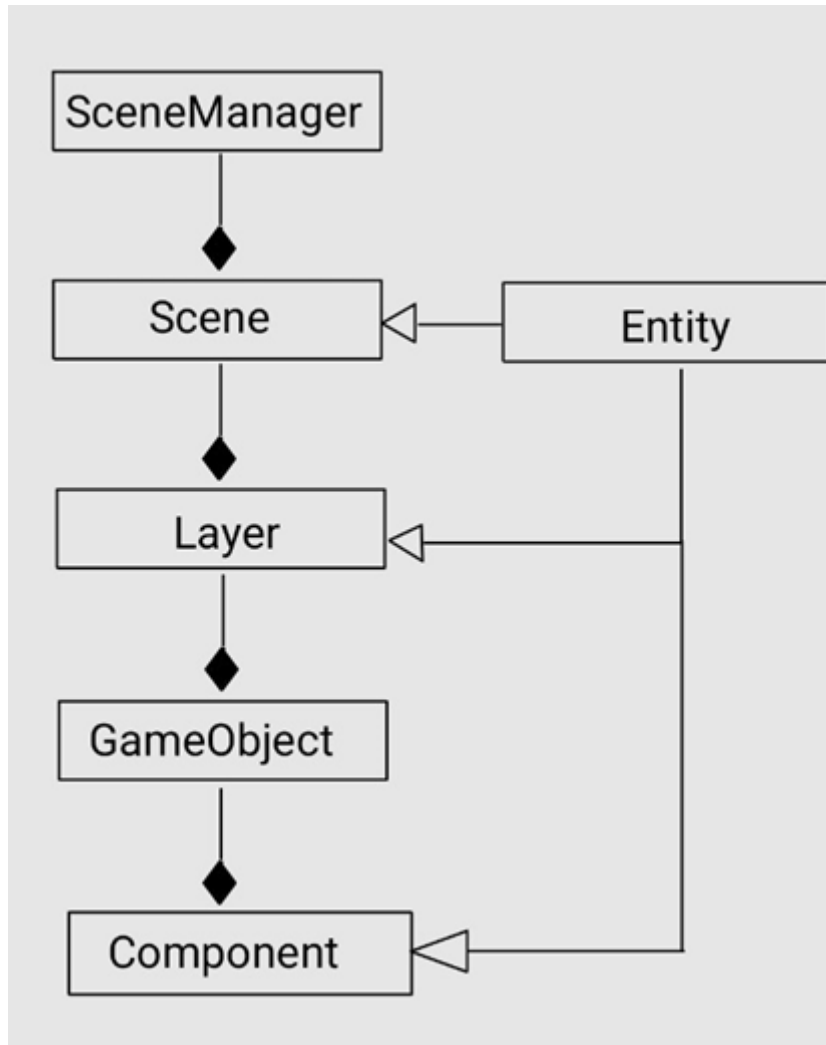 SceneManager
Scene
Entity
Layer
GameObject
Component